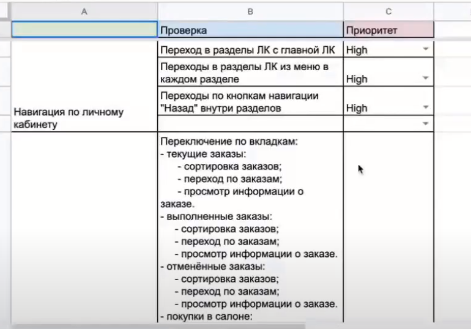 A B C
Проверка Приоритет
Переход в разделы ЛК с главной ЛК High
Переходы в разделы ЛК из меню в
каждом разделе High
Переходы по кнопкам навигации
"Назад" внутри разделов High
Навигация по личному
кабинету
Переключение по вкладкам:
- текущие заказы:
- сортировка заказов;
- переход по заказам;
- просмотр информации о
заказе.
- выполненные заказы:
- сортировка заказов;
- переход по заказам;
- просмотр информации о заказе.
- отменённые заказы:
- сортировка заказов;
- переход по заказам;
- просмотр информации о заказе.
- покупки в салоне: